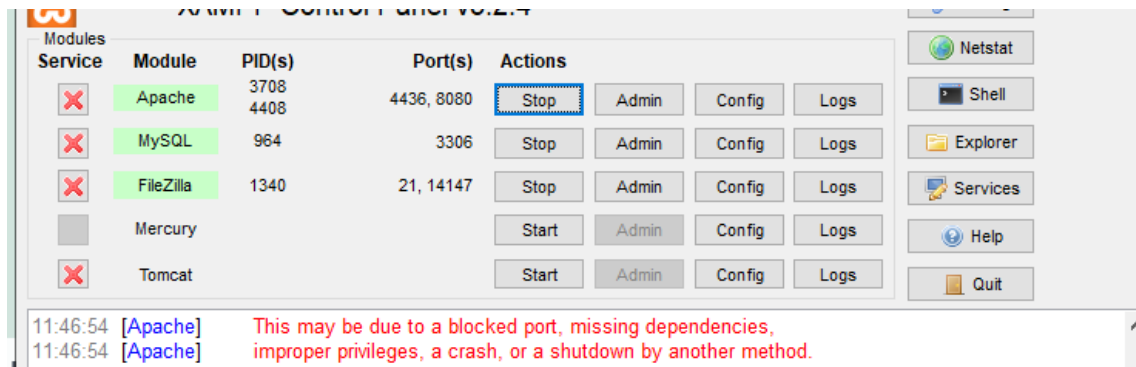 Modules
Service Module PID(s) Port(s) Actions
Netstat
Apache 3708 4408 4436, 8080 Stop Admin Config Logs
Shell
MySQL 964 3306 Stop Admin Config Logs
Explorer
FileZilla 1340 21, 14147 Stop Admin Config Logs
Services
Mercury Start Admin Config Logs
Help
Tomcat Start Admin Config Logs
Quit
11:46:54 [Apache] This may be due to a blocked port, missing dependencies,
11:46:54 [Apache] improper privileges, a crash, or a shutdown by another method.